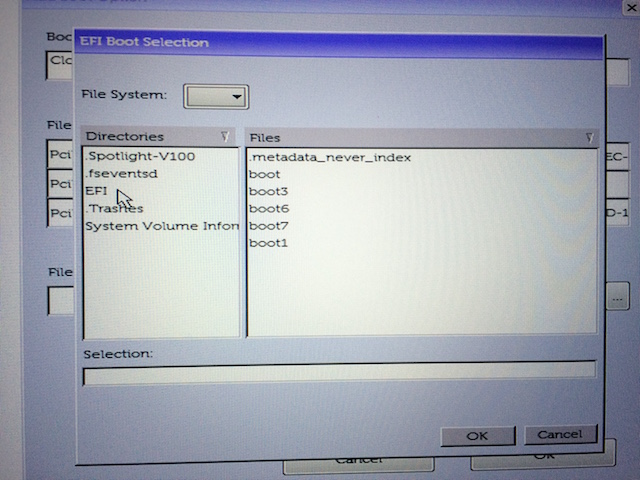 EFI Boot Selection
Boo
Clo
File System:
File
Directories
Files
Pci
.Spotlight-V100
.metadata_never_index
EC-
.fseventsd
boot
Pci
EFI
boot3
Pci
.Trashes
boot6
D-1
System Volume Infor
boot7
boot1
File
...
Selection:
OK
Cancel
Cancel
OK